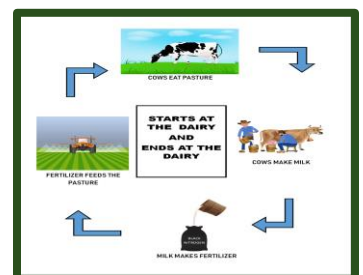 COWS EAT PASTURE
STARTS AT
THE DAIRY
AND
ENDS AT THE
DAIRY
COWS MAKE MILK
FERTILIZER FEEDS THE
PASTURE
MILK MAKES FERTILIZER